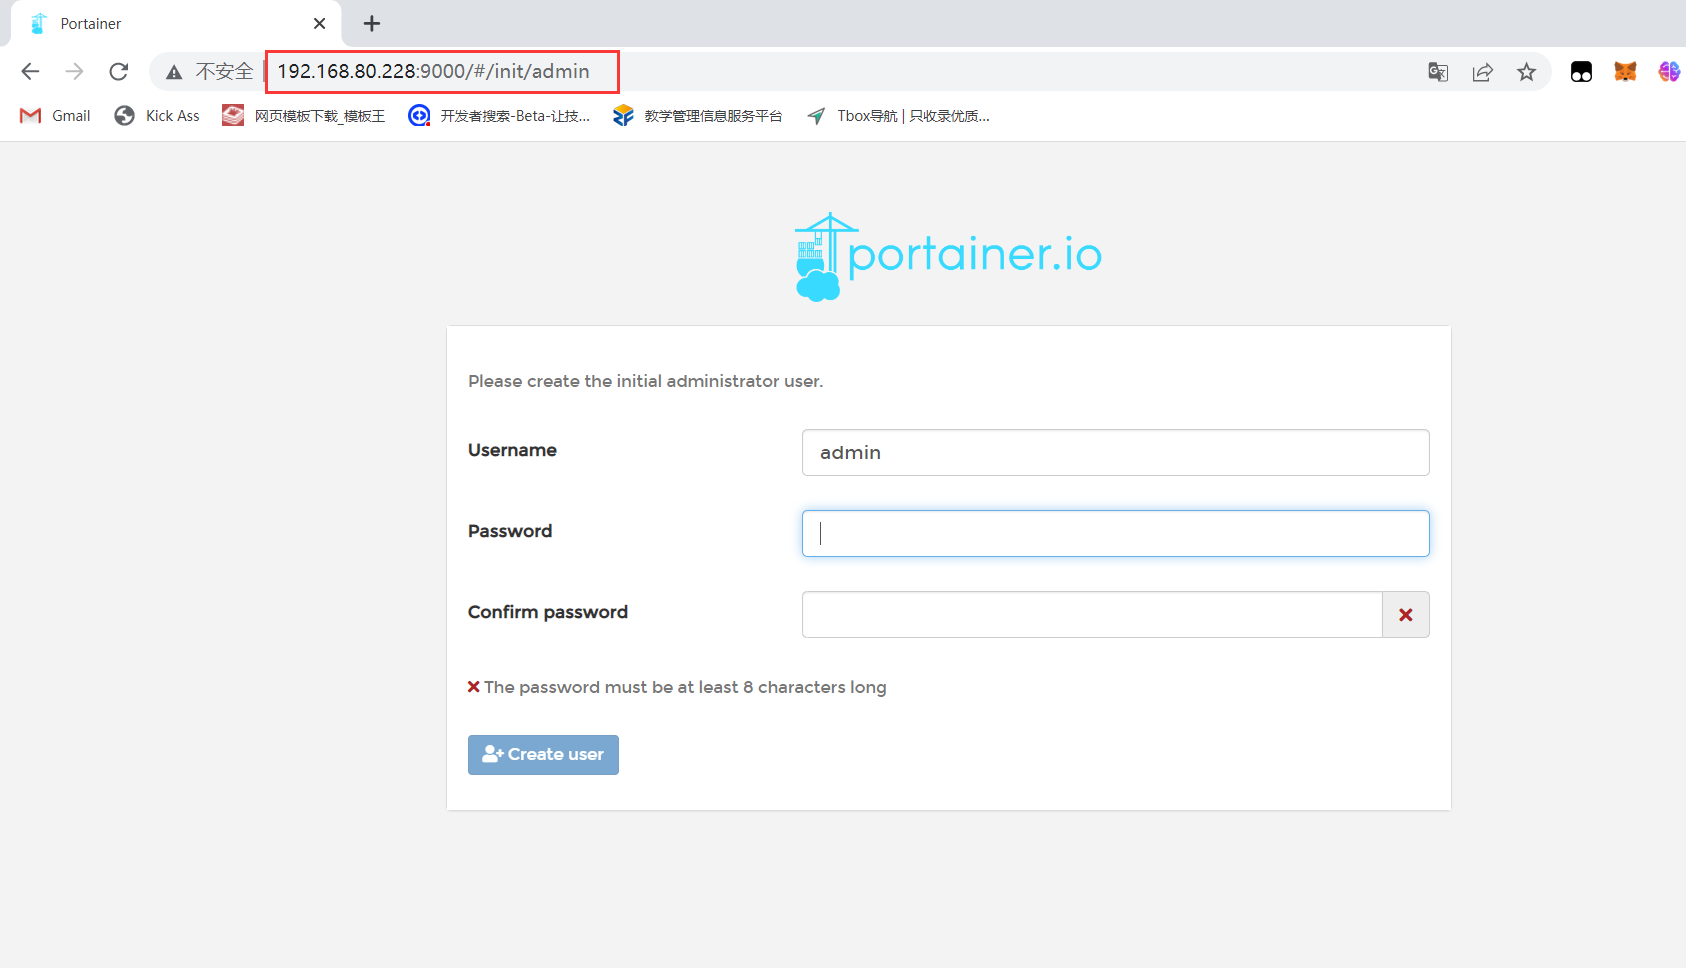 Portainer
不安全 192.168.80.228:9000/#/init/admin
Gmail Kick Ass 网页模板下载_模板王 开发者搜索-Beta-让技... 教学管理信息服务平台 Tbox导航 | 只收录优质...
portainer.io
Please create the initial administrator user.
Username admin
Password
Confirm password
The password must be at least 8 characters long
Create user